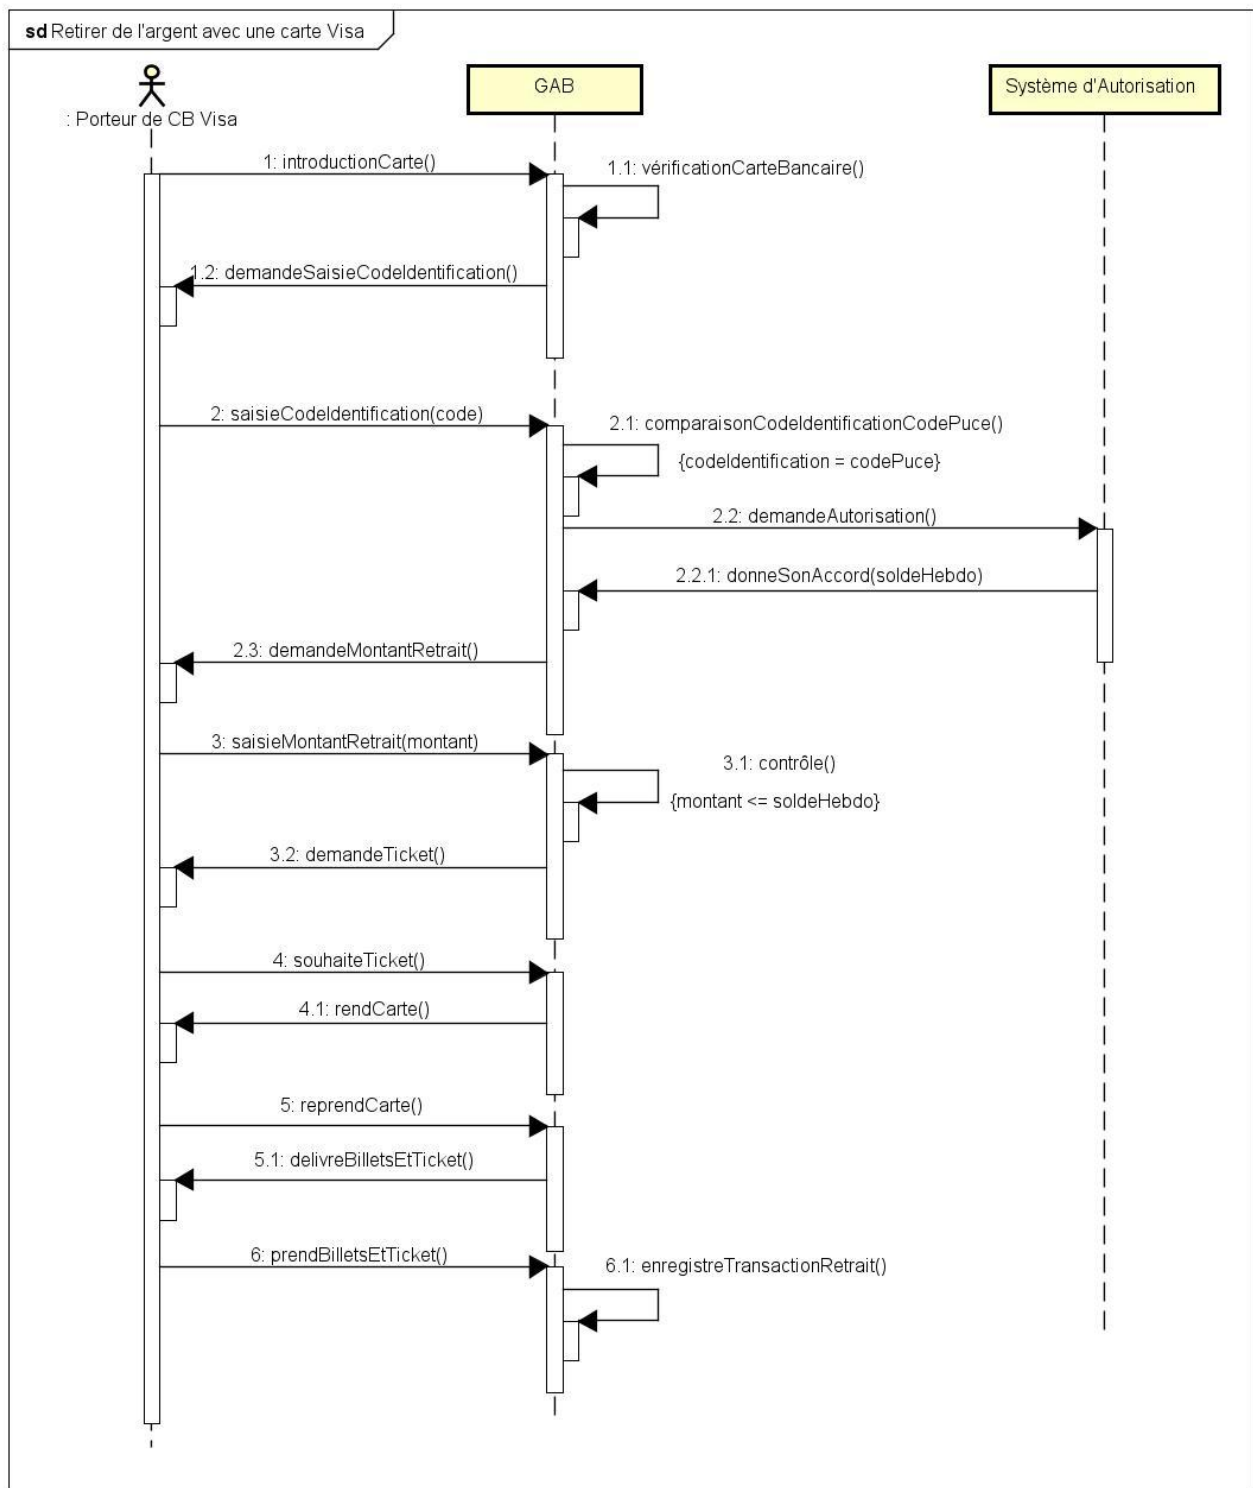 sd Retirer de l'argent avec une carte Visa
: Porteur de CB Visa
GAB
Système d'Autorisation
1: introductionCarte()
1.1: vérificationCarteBancaire()
1.2: demandeSaisieCodeIdentification()
2: saisieCodeIdentification(code)
2.1: comparaisonCodeIdentificationCodePuce()
{codeIdentification = codePuce}
2.2: demandeAutorisation()
2.2.1: donneSonAccord(soldeHebdo)
2.3: demandeMontantRetrait()
3: saisieMontantRetrait(montant)
3.1: contrôle()
{montant <= soldeHebdo}
3.2: demandeTicket()
4: souhaiteTicket()
4.1: rendCarte()
5: reprendCarte()
5.1: delivreBilletsEtTicket()
6: prendBilletsEtTicket()
6.1: enregistreTransactionRetrait()